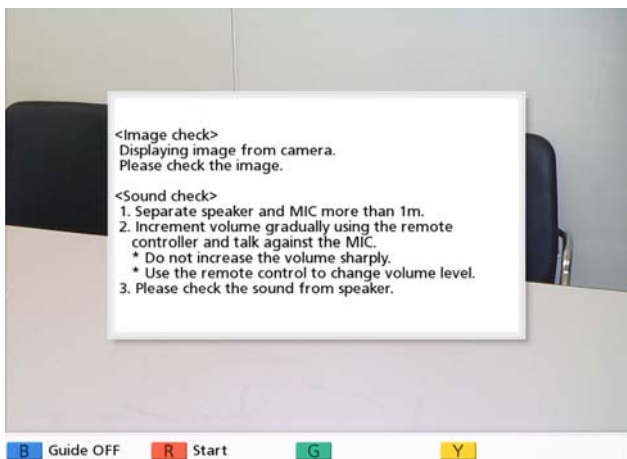 <Image check>
Displaying image from camera.
Please check the image.
<Sound check>
1. Separate speaker and MIC more than 1m.
2. Increment volume gradually using the remote
controller and talk against the MIC.
* Do not increase the volume sharply.
* Use the remote control to change volume level.
3. Please check the sound from speaker.
B Guide OFF R Start G Y